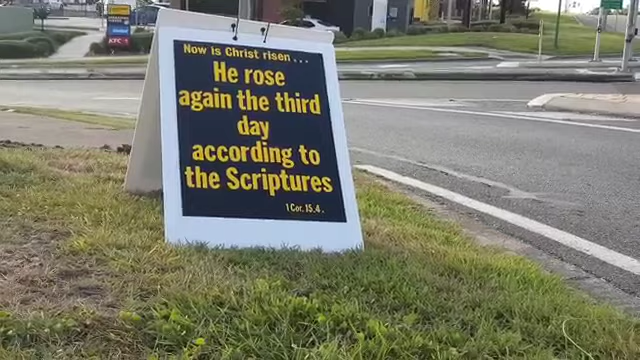 Now is Christ risen...
He rose
again the third
day
according to
the Scriptures
1 Cor. 15.4.